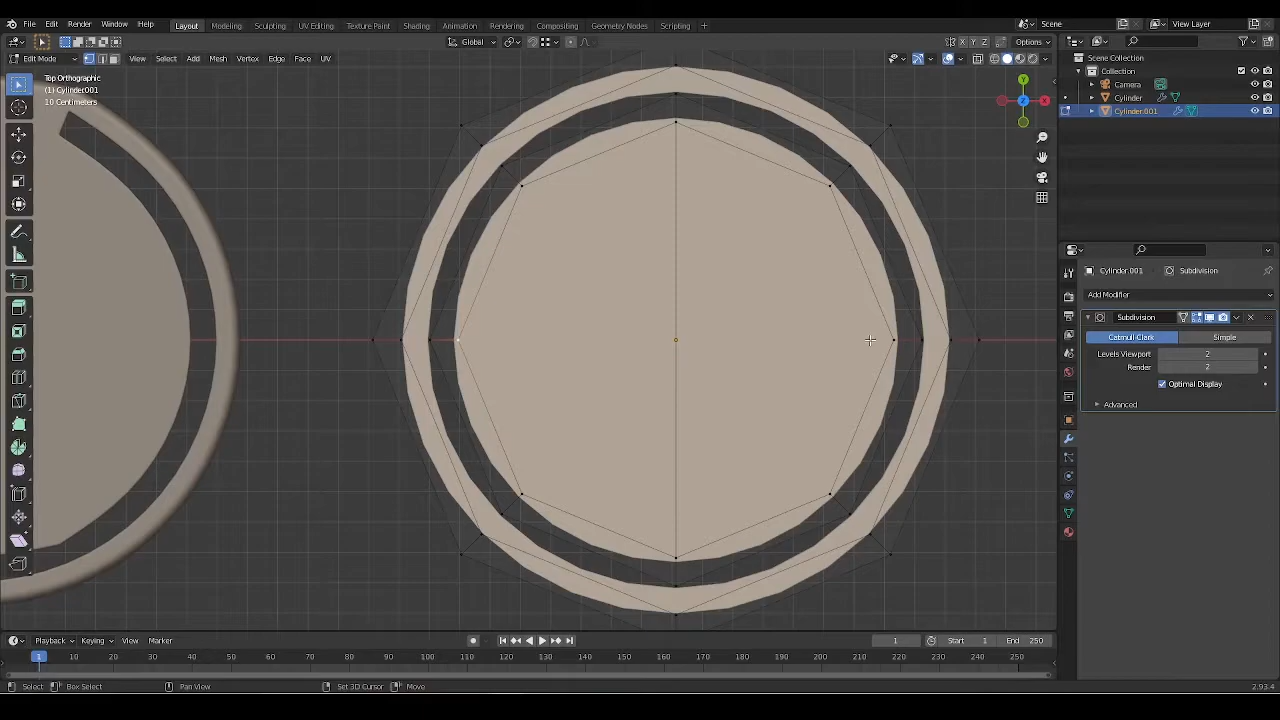 File Edit Render Window Help Layout Modeling Sculpting UV Editing Texture Paint Shading Animation Rendering Compositing Geometry Nodes Scripting + Scene View Layer
Global X Y Z Options
Edit Mode View Select Add Mesh Vertex Edge Face UV
Top Orthographic
(1) Cylinder001
10 Centimeters
Y
Z X
Scene Collection
Collection
Camera
Cylinder
Cylinder.001
Cylinder.001 Subdivision
Add Modifier
Subdivision
Catmull Clark Simple
Levels Viewport 2
Render 2
Optimal Display
Advanced
Playback Keying View Marker 1 Start 1 End 250
1 10 20 30 40 50 60 70 80 90 100 110 120 130 140 150 160 170 180 190 200 210 220 230 240 250
Select Box Select Pan View Set 3D Cursor Move 2.93.4